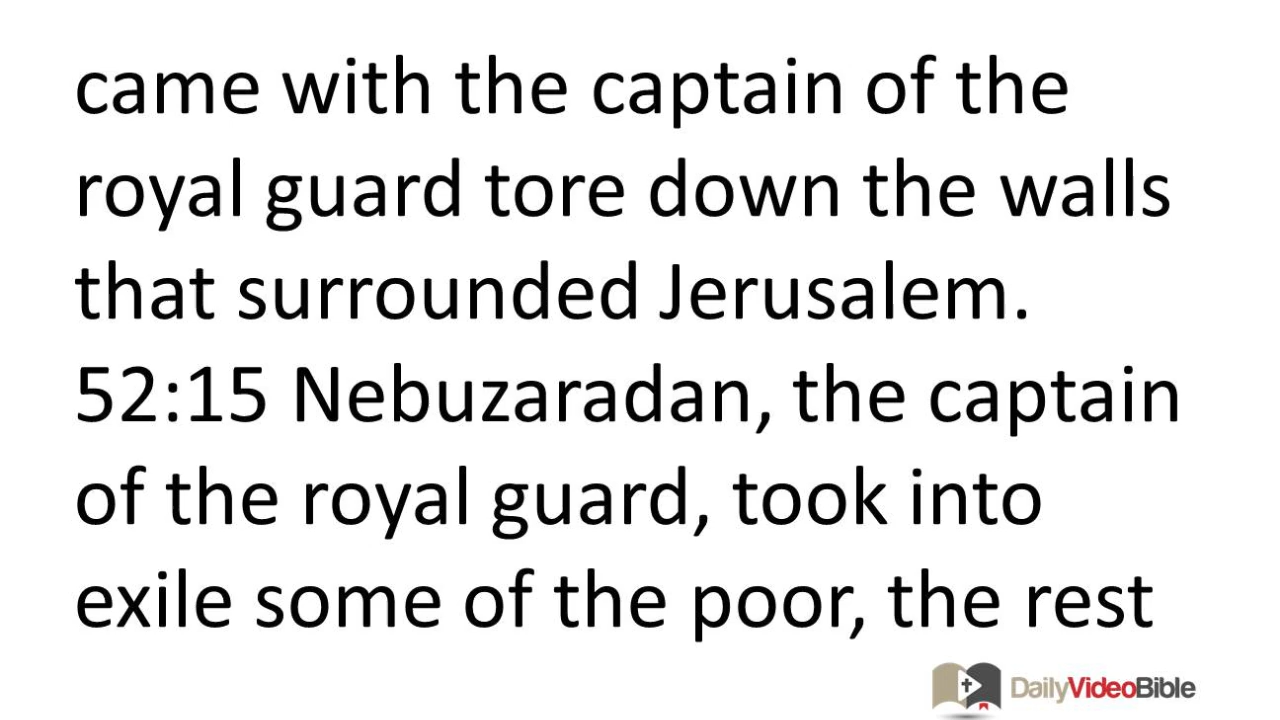 came with the captain of the
royal guard tore down the walls
that surrounded Jerusalem.
52:15 Nebuzaradan, the captain
of the royal guard, took into
exile some of the poor, the rest
DailyVideoBible